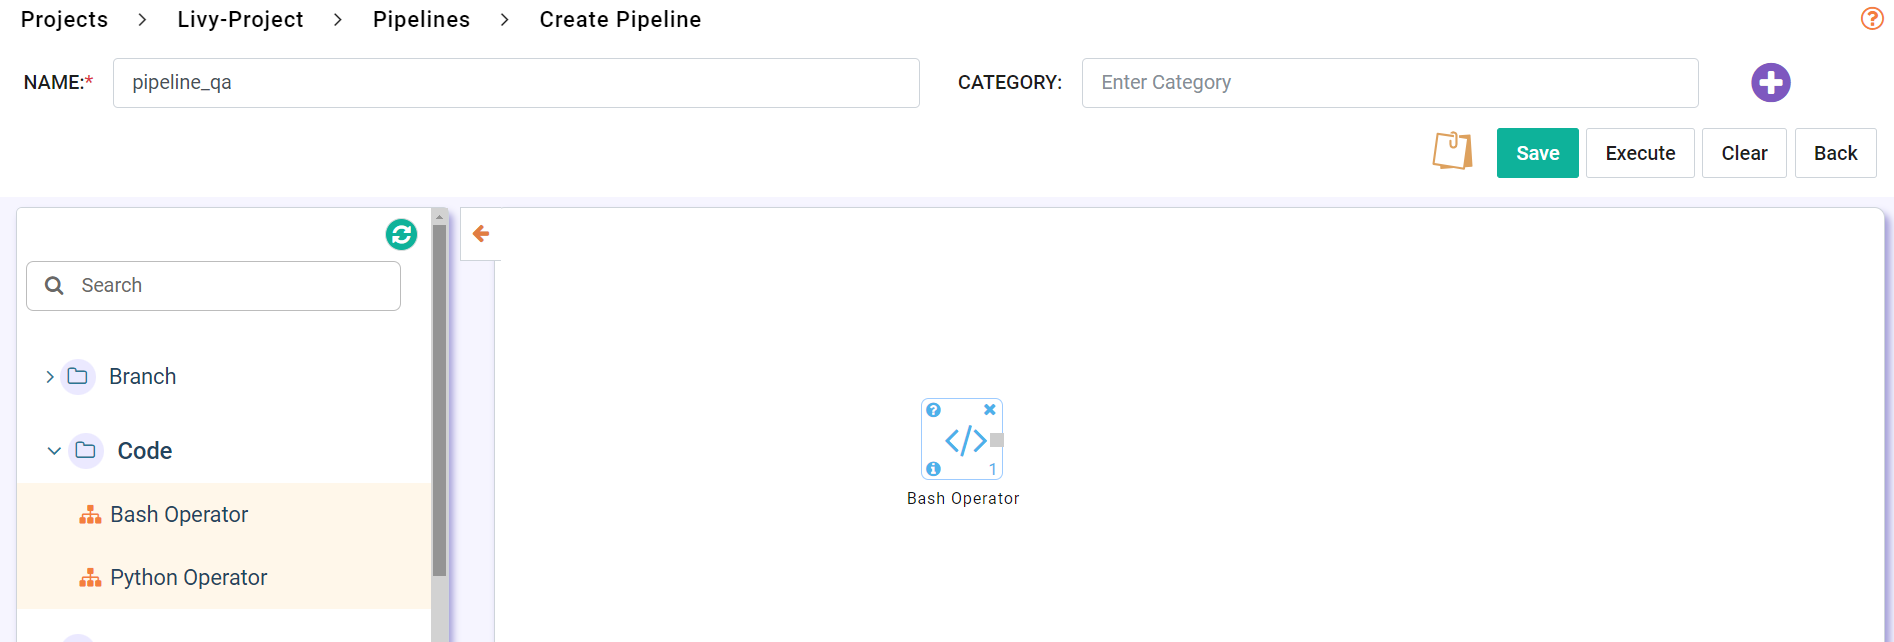 Projects > Livy-Project > Pipelines > Create Pipeline
NAME:* pipeline_qa CATEGORY: Enter Category
Save Execute Clear Back
Search
Branch
Code
Bash Operator
Python Operator
1
Bash Operator